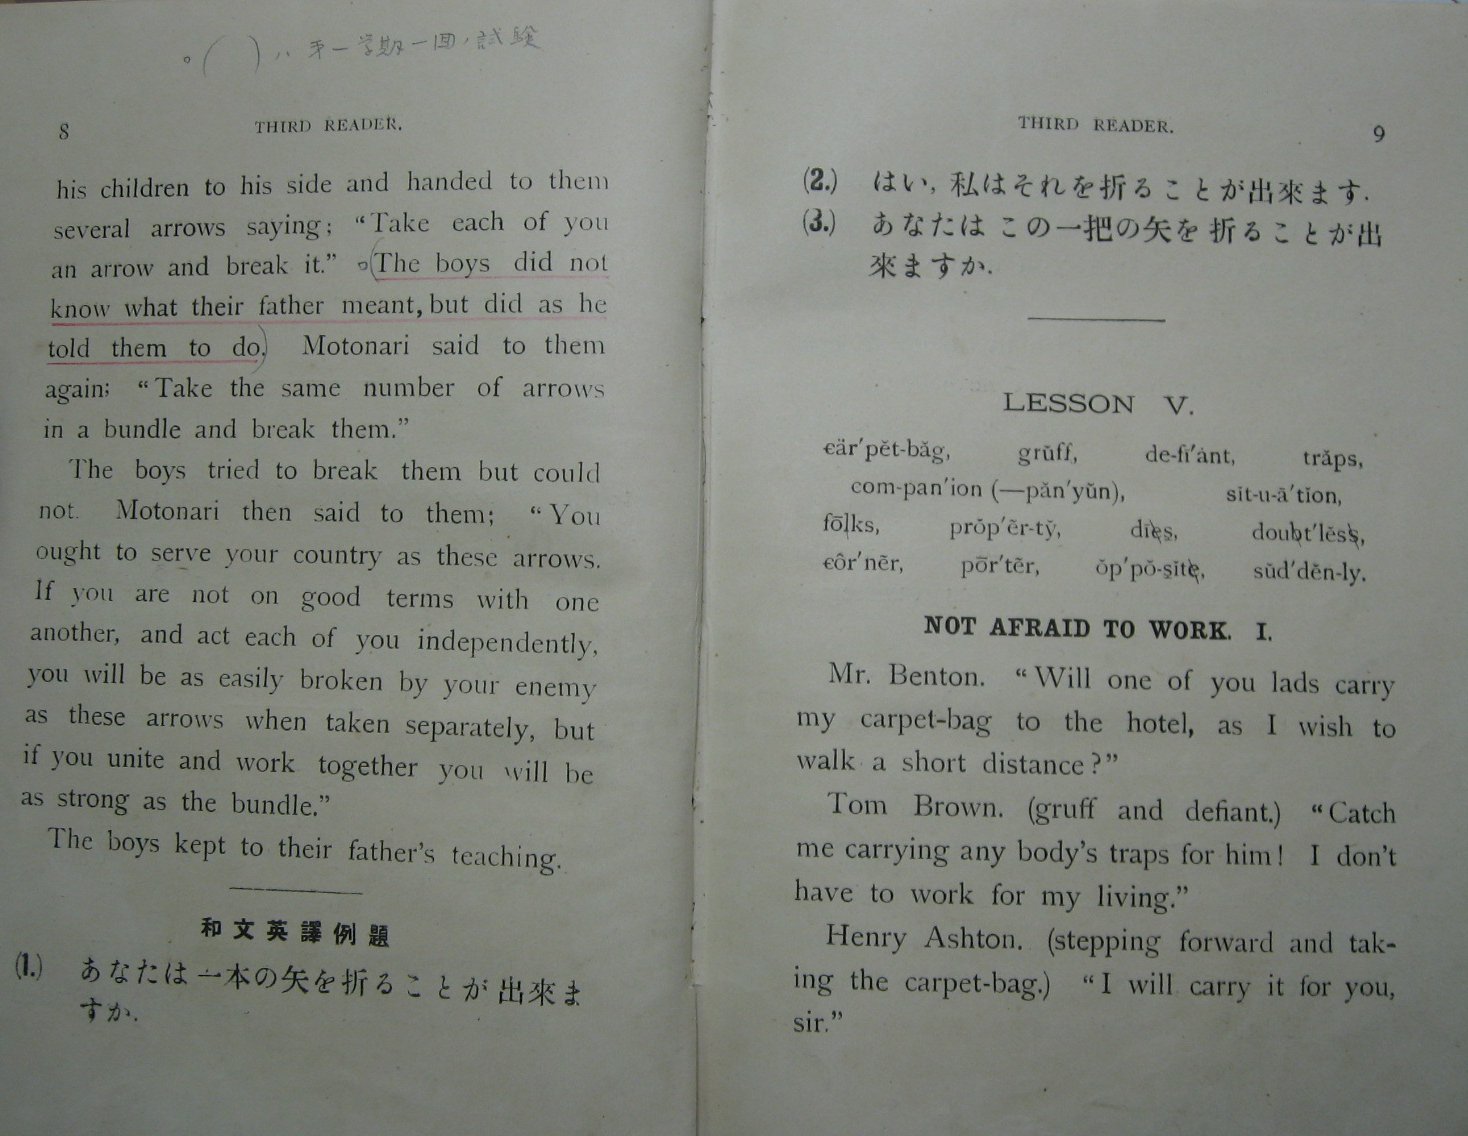 。( )ハ第一学期一回ノ試験
8 THIRD READER.
his children to his side and handed to them
several arrows saying; “Take each of you
an arrow and break it.” (The boys did not
know what their father meant, but did as he
told them to do.) Motonari said to them
again; “Take the same number of arrows
in a bundle and break them.”
The boys tried to break them but could
not. Motonari then said to them; “You
ought to serve your country as these arrows.
If you are not on good terms with one
another, and act each of you independently,
you will be as easily broken by your enemy
as these arrows when taken separately, but
if you unite and work together you will be
as strong as the bundle.”
The boys kept to their father’s teaching.
和文英譯例題
(1.) あなたは一本の矢を折ることが出來ま
すか.
THIRD READER. 9
(2.) はい, 私はそれを折ることが出來ます.
(3.) あなたはこの一把の矢を折ることが出
來ますか.
LESSON V.
cär′pĕt-băg, grŭff, de-fī′ȧnt, trăps,
com-pan′ion (—păn′yŭn), sit-u-ā′tĭon,
fōlks, prŏp′ẽr-ty̆, dīes, doubt′lĕss,
côr′nẽr, pōr′tẽr, ŏp′pŏ-s̱ĭte, sŭd′dĕn-ly.
NOT AFRAID TO WORK. I.
Mr. Benton. “Will one of you lads carry
my carpet-bag to the hotel, as I wish to
walk a short distance?”
Tom Brown. (gruff and defiant.) “Catch
me carrying any body’s traps for him! I don’t
have to work for my living.”
Henry Ashton. (stepping forward and tak-
ing the carpet-bag.) “I will carry it for you,
sir.”